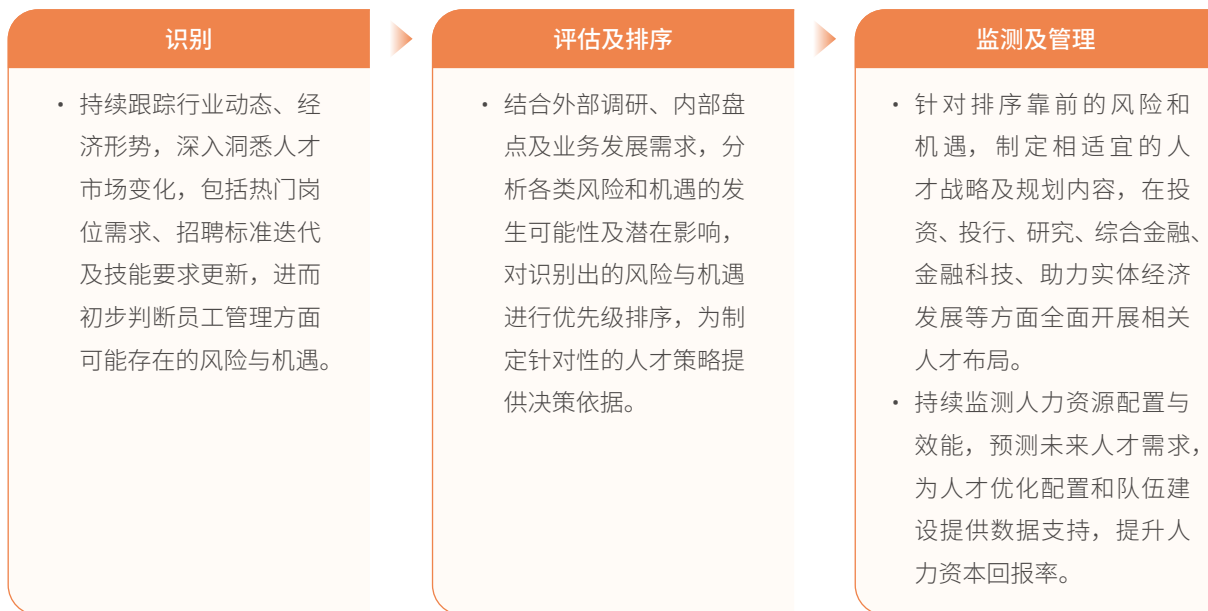 识别
· 持续跟踪行业动态、经
济形势，深入洞悉人才
市场变化，包括热门岗
位需求、招聘标准迭代
及技能要求更新，进而
初步判断员工管理方面
可能存在的风险与机遇。
评估及排序
· 结合外部调研、内部盘
点及业务发展需求，分
析各类风险和机遇的发
生可能性及潜在影响，
对识别出的风险与机遇
进行优先级排序，为制
定针对性的人才策略提
供决策依据。
监测及管理
· 针对排序靠前的风险和
机遇，制定相适宜的人
才战略及规划内容，在投
资、投行、研究、综合金融、
金融科技、助力实体经济
发展等方面全面开展相关
人才布局。
· 持续监测人力资源配置与
效能，预测未来人才需求，
为人才优化配置和队伍建
设提供数据支持，提升人
力资本回报率。